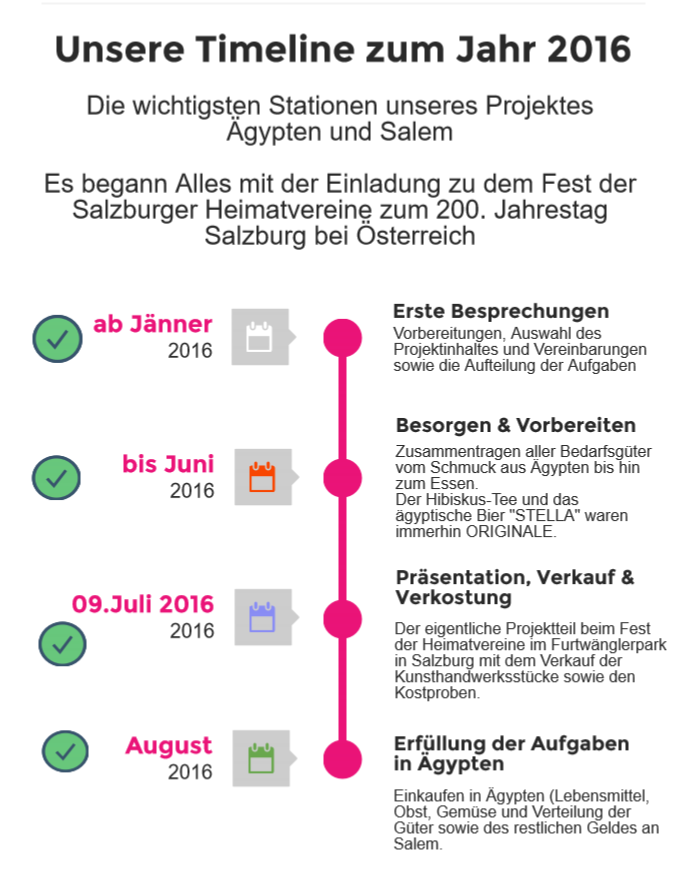 Unsere Timeline zum Jahr 2016
Die wichtigsten Stationen unseres Projektes
Ägypten und Salem
Es begann Alles mit der Einladung zu dem Fest der
Salzburger Heimatvereine zum 200. Jahrestag
Salzburg bei Österreich
ab Jänner
2016
Erste Besprechungen
Vorbereitungen, Auswahl des
Projektinhaltes und Vereinbarungen
sowie die Aufteilung der Aufgaben
bis Juni
2016
Besorgen & Vorbereiten
Zusammentragen aller Bedarfsgüter
vom Schmuck aus Ägypten bis hin
zum Essen.
Der Hibiskus-Tee und das
ägyptische Bier "STELLA" waren
immerhin ORIGINALE.
09.Juli 2016
2016
Präsentation, Verkauf &
Verkostung
Der eigentliche Projektteil beim Fest
der Heimatvereine im Furtwänglerpark
in Salzburg mit dem Verkauf der
Kunsthandwerksstücke sowie den
Kostproben.
August
2016
Erfüllung der Aufgaben
in Ägypten
Einkaufen in Ägypten (Lebensmittel,
Obst, Gemüse und Verteilung der
Güter sowie des restlichen Geldes an
Salem.